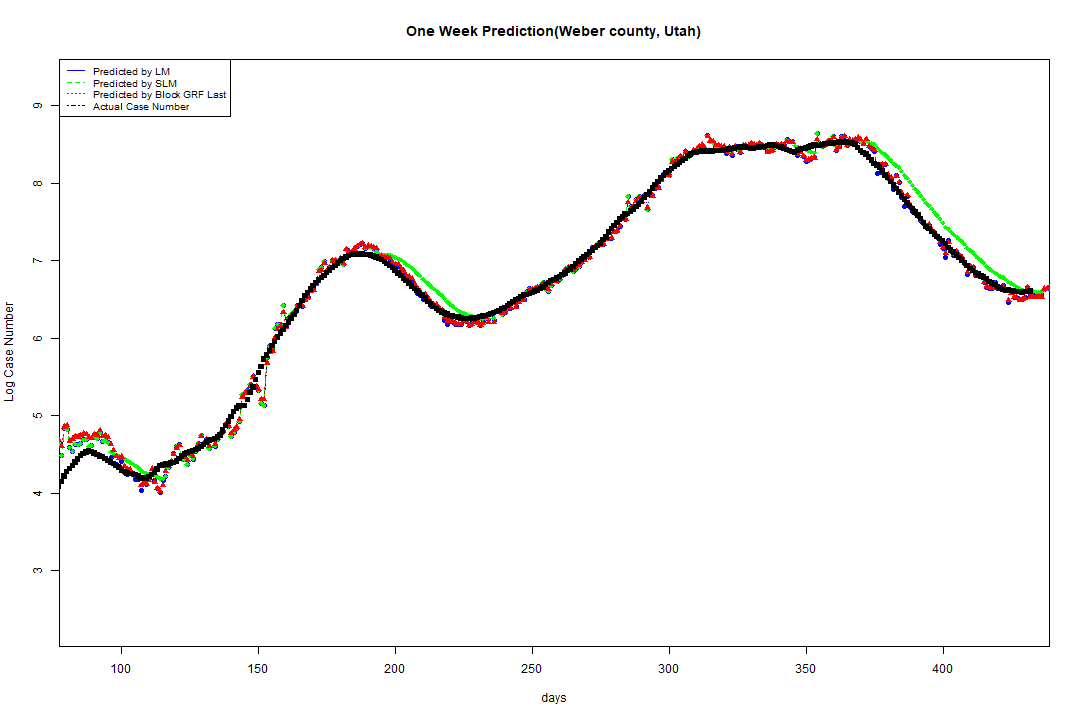 One Week Prediction(Weber county, Utah)
Predicted by LM
Predicted by SLM
Predicted by Block GRF Last
Actual Case Number
9
8
7
6
5
4
3
Log Case Number
100 150 200 250 300 350 400
days